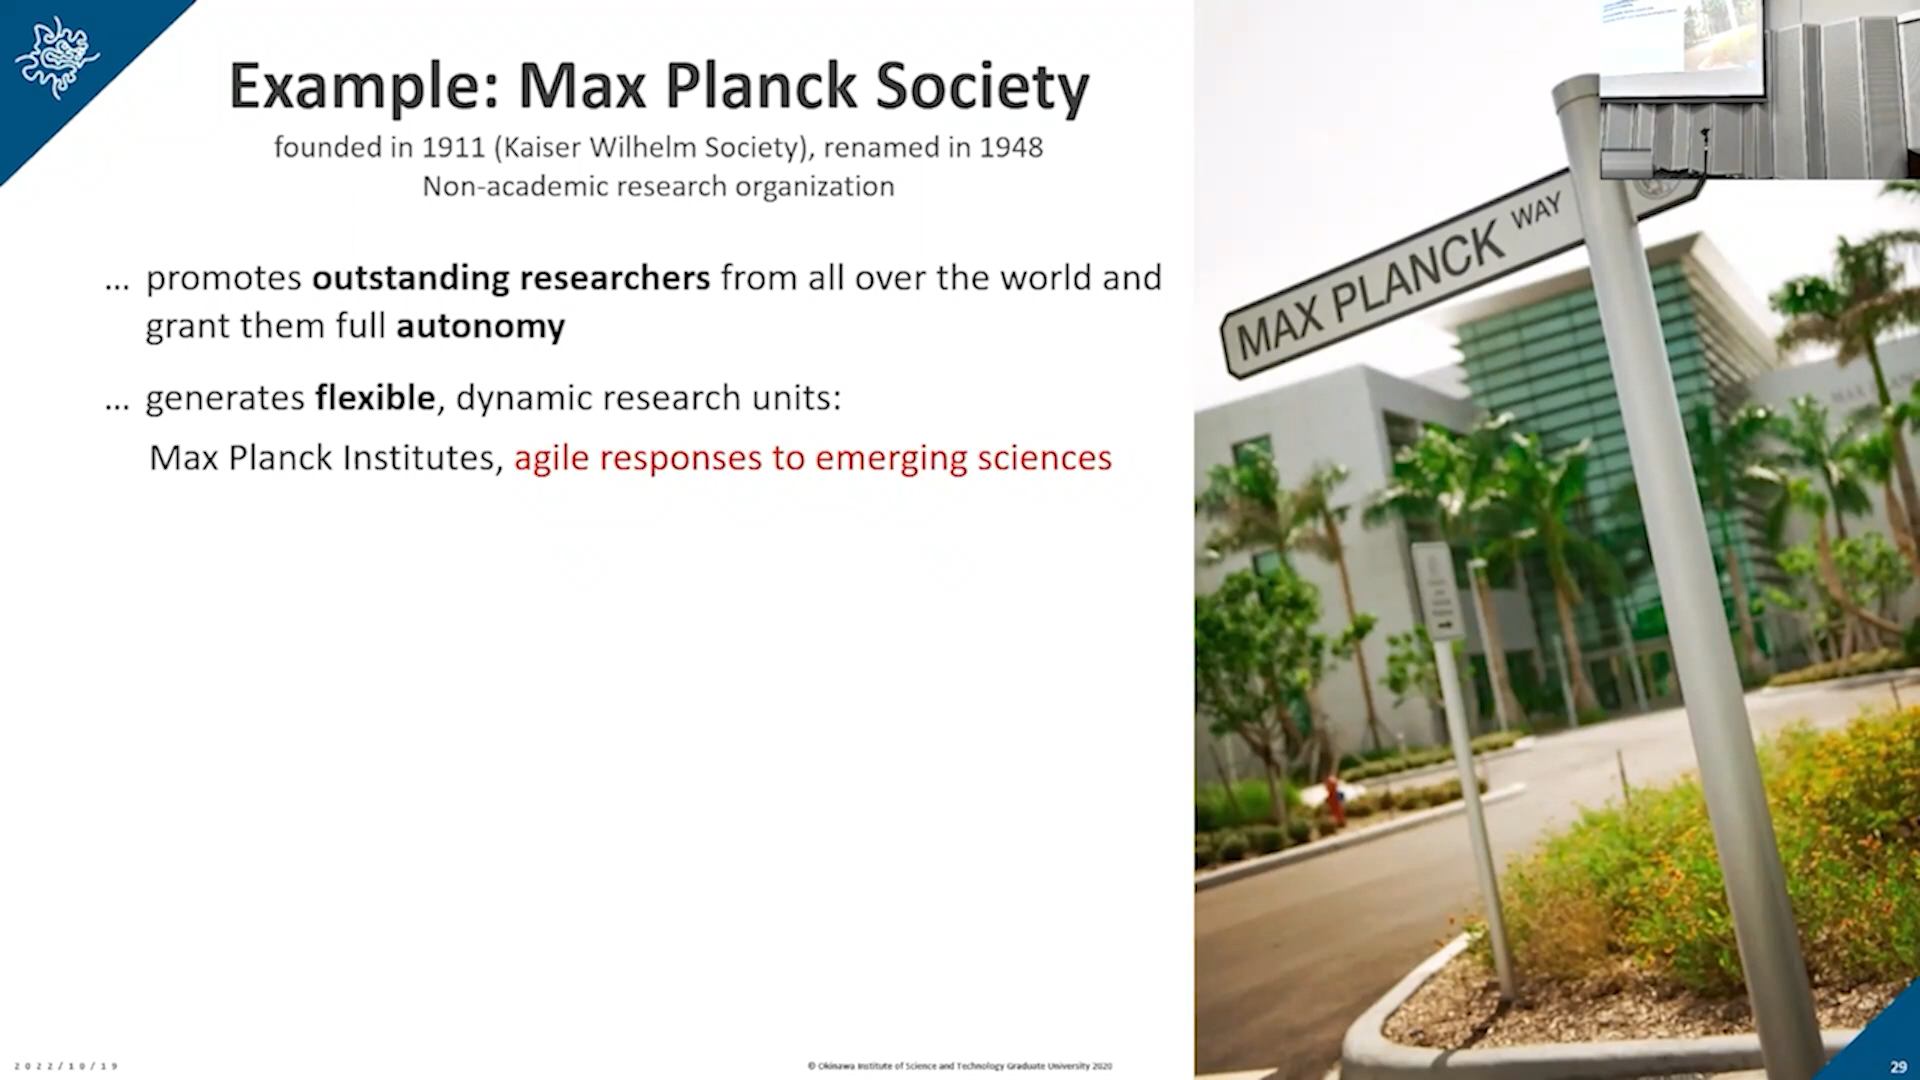 Example: Max Planck Society
founded in 1911 (Kaiser Wilhelm Society), renamed in 1948
Non-academic research organization
... promotes outstanding researchers from all over the world and
grant them full autonomy
... generates flexible, dynamic research units:
Max Planck Institutes, agile responses to emerging sciences
MAX PLANCK WAY
2022/10/19
© Okinawa Institute of Science and Technology Graduate University 2020
29